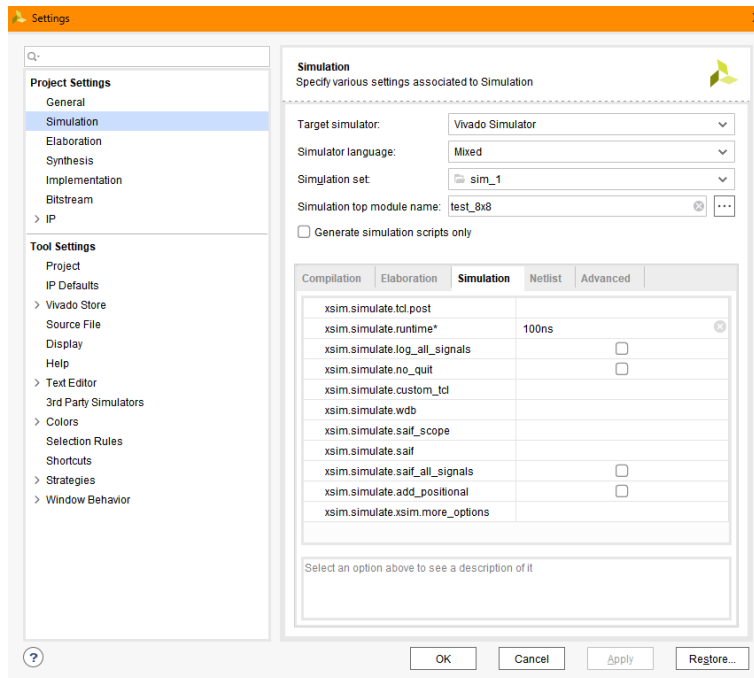 Settings
Q-
Project Settings
General
Simulation
Elaboration
Synthesis
Implementation
Bitstream
> IP
Tool Settings
Project
IP Defaults
> Vivado Store
Source File
Display
Help
> Text Editor
3rd Party Simulators
> Colors
Selection Rules
Shortcuts
> Strategies
> Window Behavior
Simulation
Specify various settings associated to Simulation
Target simulator: Vivado Simulator
Simulator language: Mixed
Simulation set: sim_1
Simulation top module name: test_8x8 ...
Generate simulation scripts only
Compilation Elaboration Simulation Netlist Advanced
xsim.simulate.tcl.post
xsim.simulate.runtime* 100ns
xsim.simulate.log_all_signals
xsim.simulate.no_quit
xsim.simulate.custom_tcl
xsim.simulate.wdb
xsim.simulate.saif_scope
xsim.simulate.saif
xsim.simulate.saif_all_signals
xsim.simulate.add_positional
xsim.simulate.xsim.more_options
Select an option above to see a description of it
? OK Cancel Apply Restore...